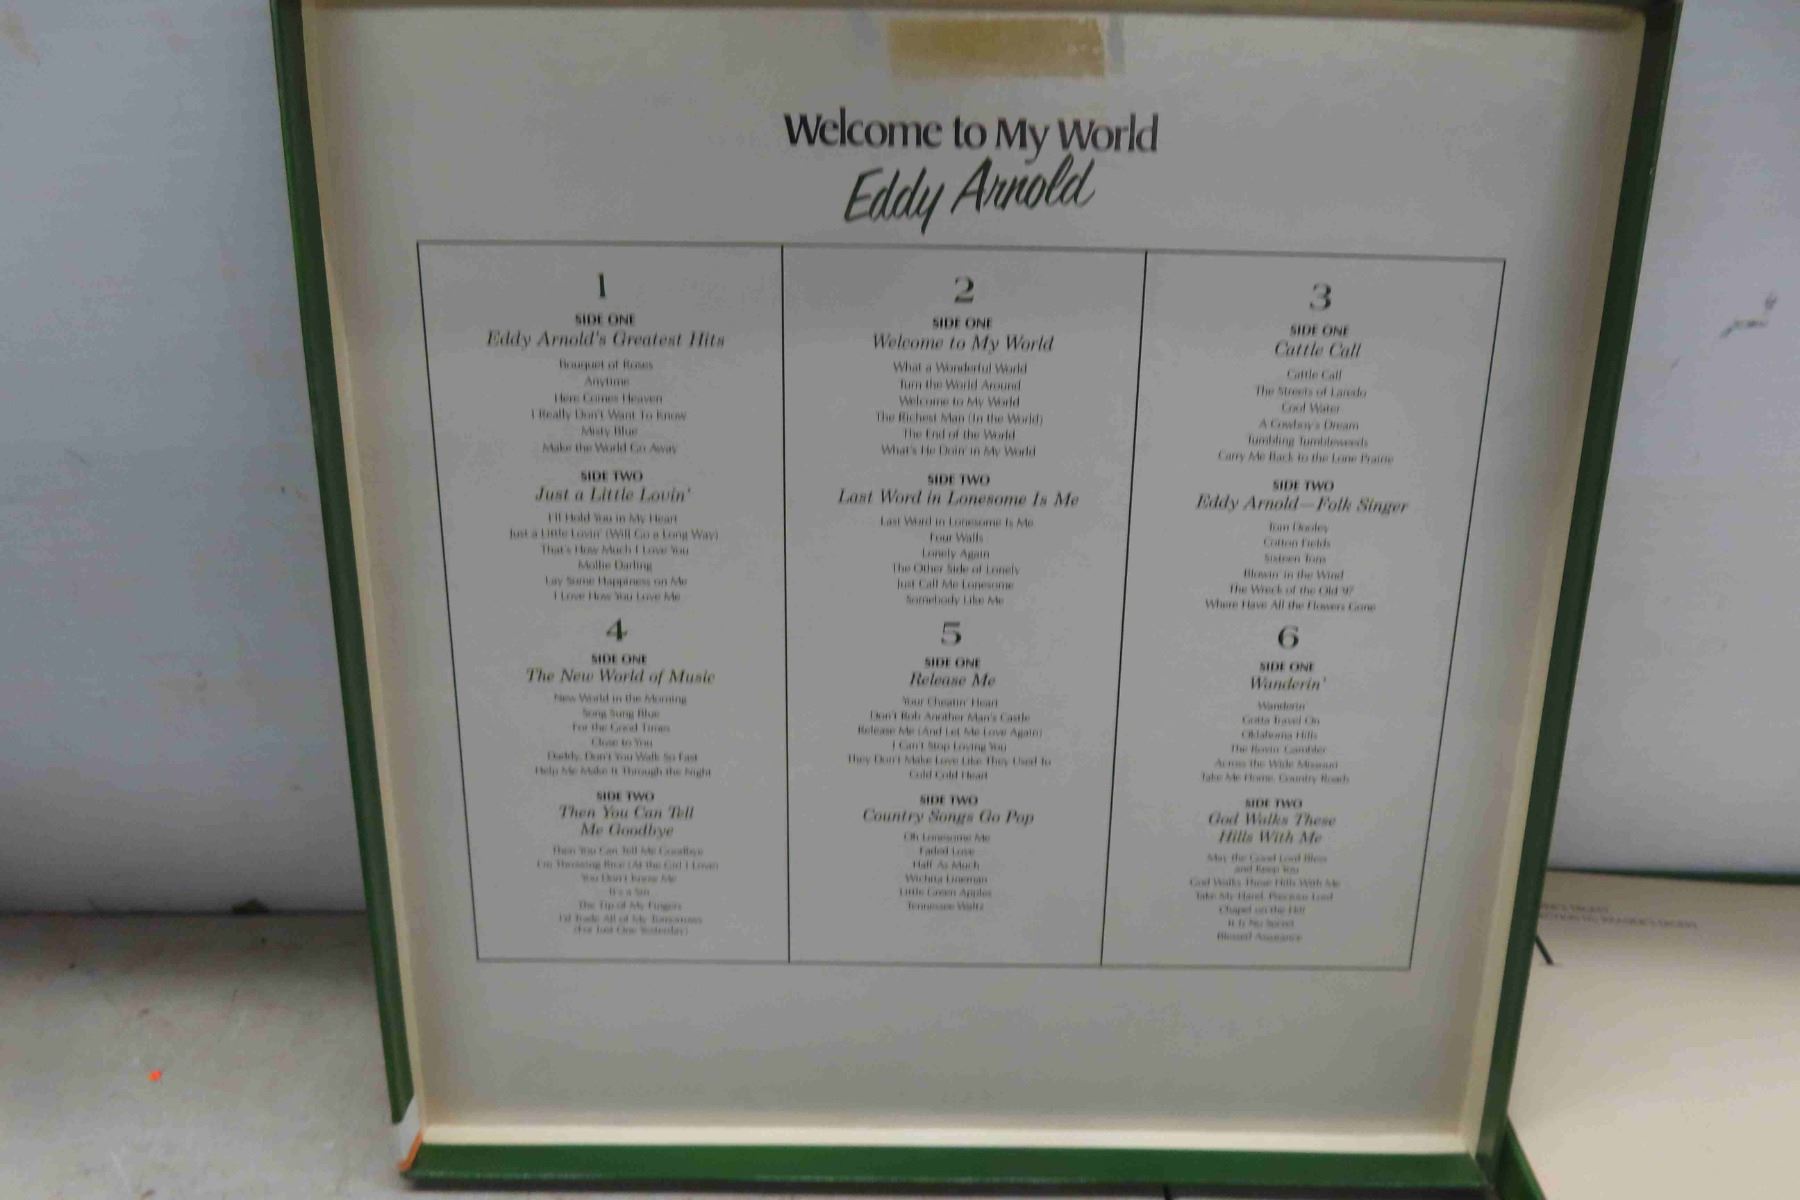 Welcome to My World
Eddy Arnold
1
SIDE ONE
Eddy Arnold's Greatest Hits
Bouquet of Roses
Anytime
Here Comes Heaven
I Really Don't Want To Know
Misty Blue
Make the World Go Away
SIDE TWO
Just a Little Lovin'
I'll Hold You in My Heart
Just a Little Lovin' (Will Go a Long Way)
That's How Much I Love You
Mollie Darling
Lay Some Happiness on Me
I Love How You Love Me
2
SIDE ONE
Welcome to My World
What a Wonderful World
Turn the World Around
Welcome to My World
The Richest Man (In the World)
The End of the World
What's He Doin' in My World
SIDE TWO
Last Word in Lonesome Is Me
Last Word in Lonesome Is Me
Four Walls
Lonely Again
The Other Side of Lonely
Just Call Me Lonesome
Somebody Like Me
3
SIDE ONE
Cattle Call
Cattle Call
The Streets of Laredo
Cool Water
A Cowboy's Dream
Tumbling Tumbleweeds
Carry Me Back to the Lone Prairie
SIDE TWO
Eddy Arnold—Folk Singer
Tom Dooley
Cotton Fields
Sixteen Tons
Blowin' in the Wind
The Wreck of the Old '97
Where Have All the Flowers Gone
4
SIDE ONE
The New World of Music
New World in the Morning
Song Sung Blue
For the Good Times
Close to You
Daddy, Don't You Walk So Fast
Help Me Make It Through the Night
SIDE TWO
Then You Can Tell
Me Goodbye
Then You Can Tell Me Goodbye
I'm Throwing Rice (At the Girl I Love)
You Don't Know Me
It's a Sin
The Tip of My Fingers
I'd Trade All of My Tomorrows
(For Just One Yesterday)
5
SIDE ONE
Release Me
Your Cheatin' Heart
Don't Rob Another Man's Castle
Release Me (And Let Me Love Again)
I Can't Stop Loving You
They Don't Make Love Like They Used To
Cold Cold Heart
SIDE TWO
Country Songs Go Pop
Oh Lonesome Me
Faded Love
Half As Much
Wichita Lineman
Little Green Apples
Tennessee Waltz
6
SIDE ONE
Wanderin'
Wanderin'
Gotta Travel On
Oklahoma Hills
The Rovin' Gambler
Across the Wide Missouri
Take Me Home, Country Roads
SIDE TWO
God Walks These
Hills With Me
May the Good Lord Bless
and Keep You
God Walks These Hills With Me
Take My Hand, Precious Lord
Chapel on the Hill
It Is No Secret
Blessed Assurance